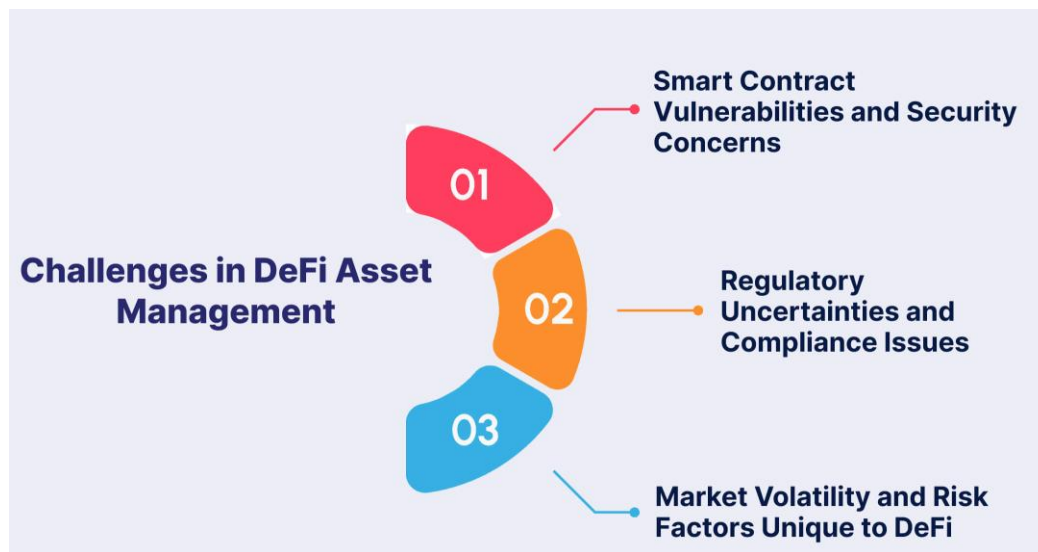 Challenges in DeFi Asset
Management
01
Smart Contract
Vulnerabilities and Security
Concerns
02
Regulatory
Uncertainties and
Compliance Issues
03
Market Volatility and Risk
Factors Unique to DeFi